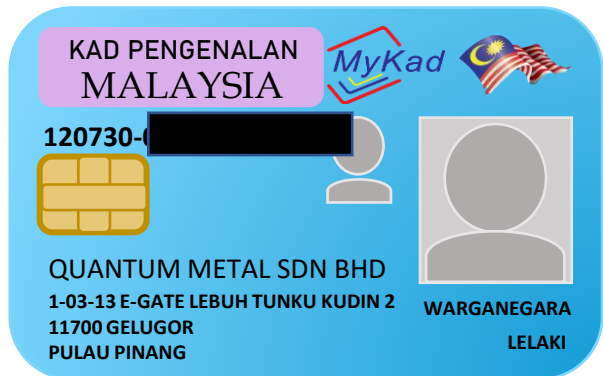 KAD PENGENALAN
MALAYSIA
MyKad
120730-
QUANTUM METAL SDN BHD
1-03-13 E-GATE LEBUH TUNKU KUDIN 2
11700 GELUGOR
PULAU PINANG
WARGANEGARA
LELAKI